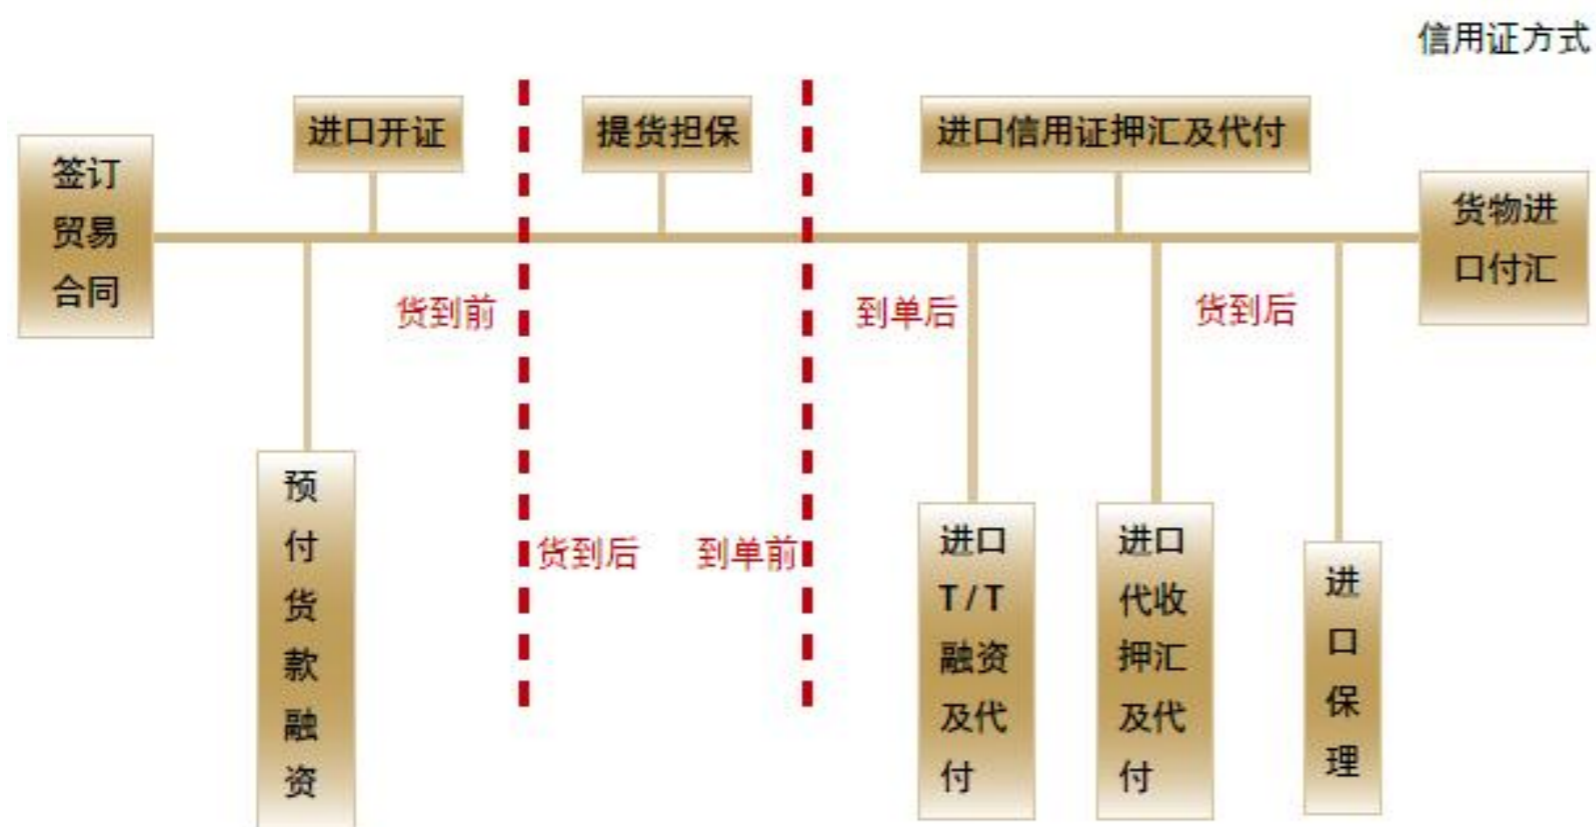 信用证方式
进口开证
提货担保
进口信用证押汇及代付
签订
贸易
合同
货物进
口付汇
货到前
到单后
货到后
货到后
到单前
预
付
货
款
融
资
进口
T/T
融资
及代
付
进口
代收
押汇
及代
付
进
口
保
理